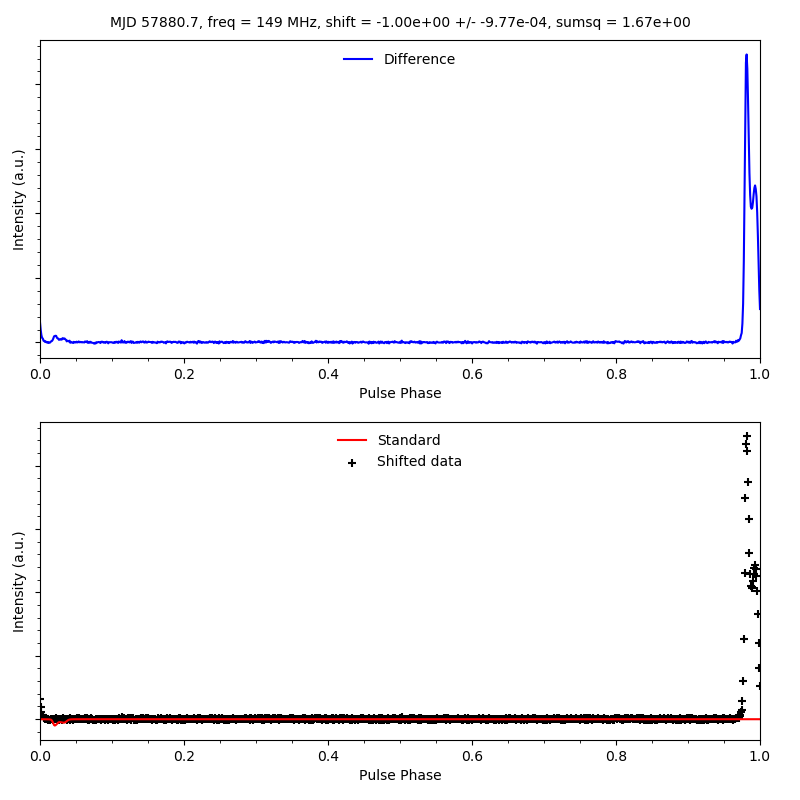 MJD 57880.7, freq = 149 MHz, shift = -1.00e+00 +/- -9.77e-04, sumsq = 1.67e+00
Difference
Intensity (a.u.)
0.0 0.2 0.4 0.6 0.8 1.0
Pulse Phase
Standard
Shifted data
Intensity (a.u.)
0.0 0.2 0.4 0.6 0.8 1.0
Pulse Phase